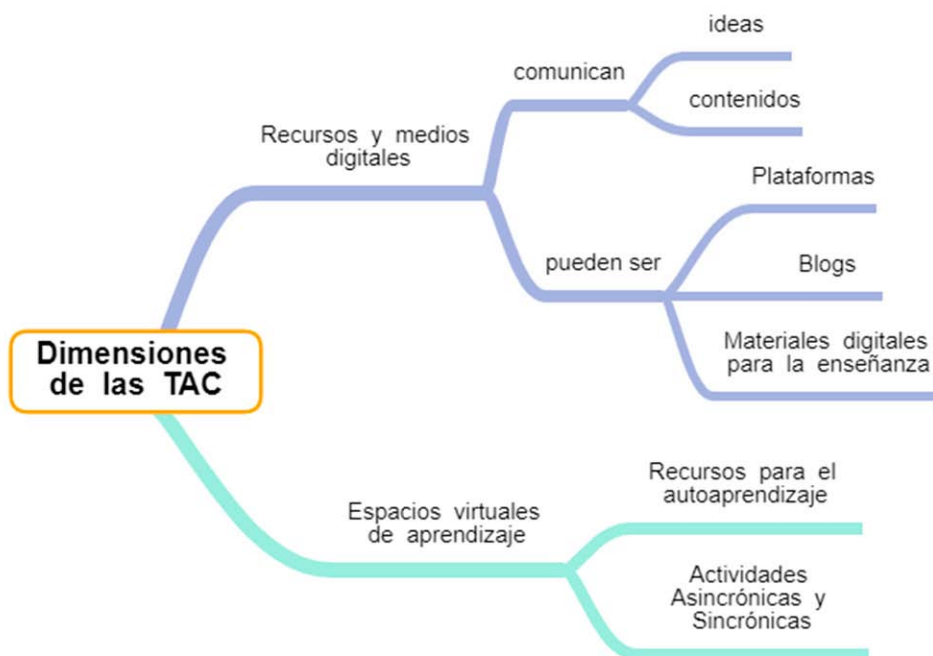 Dimensiones
de las TAC
Recursos y medios
digitales
comunican
ideas
contenidos
pueden ser
Plataformas
Blogs
Materiales digitales
para la enseñanza
Espacios virtuales
de aprendizaje
Recursos para el
autoaprendizaje
Actividades
Asincrónicas y
Sincrónicas